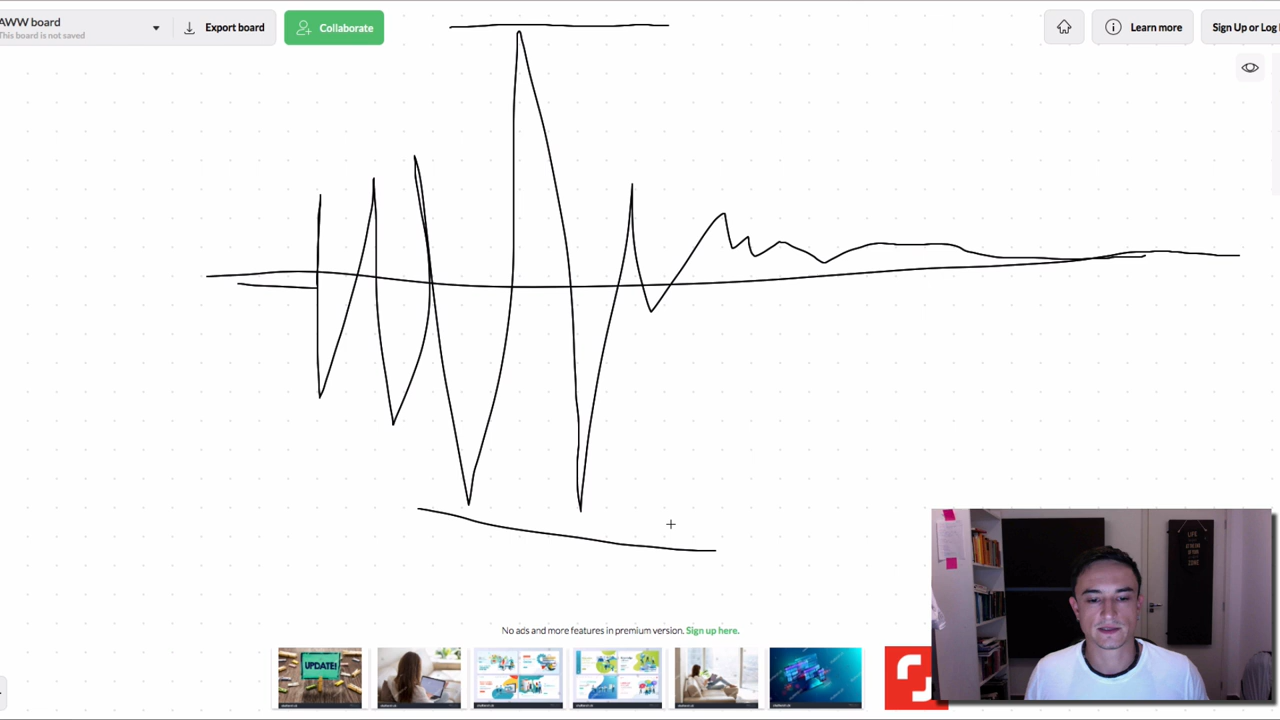 AWW board
This board is not saved
Export board
Collaborate
Learn more
Sign Up or Log
No ads and more features in premium version. Sign up here.
UPDATE!
LIFE